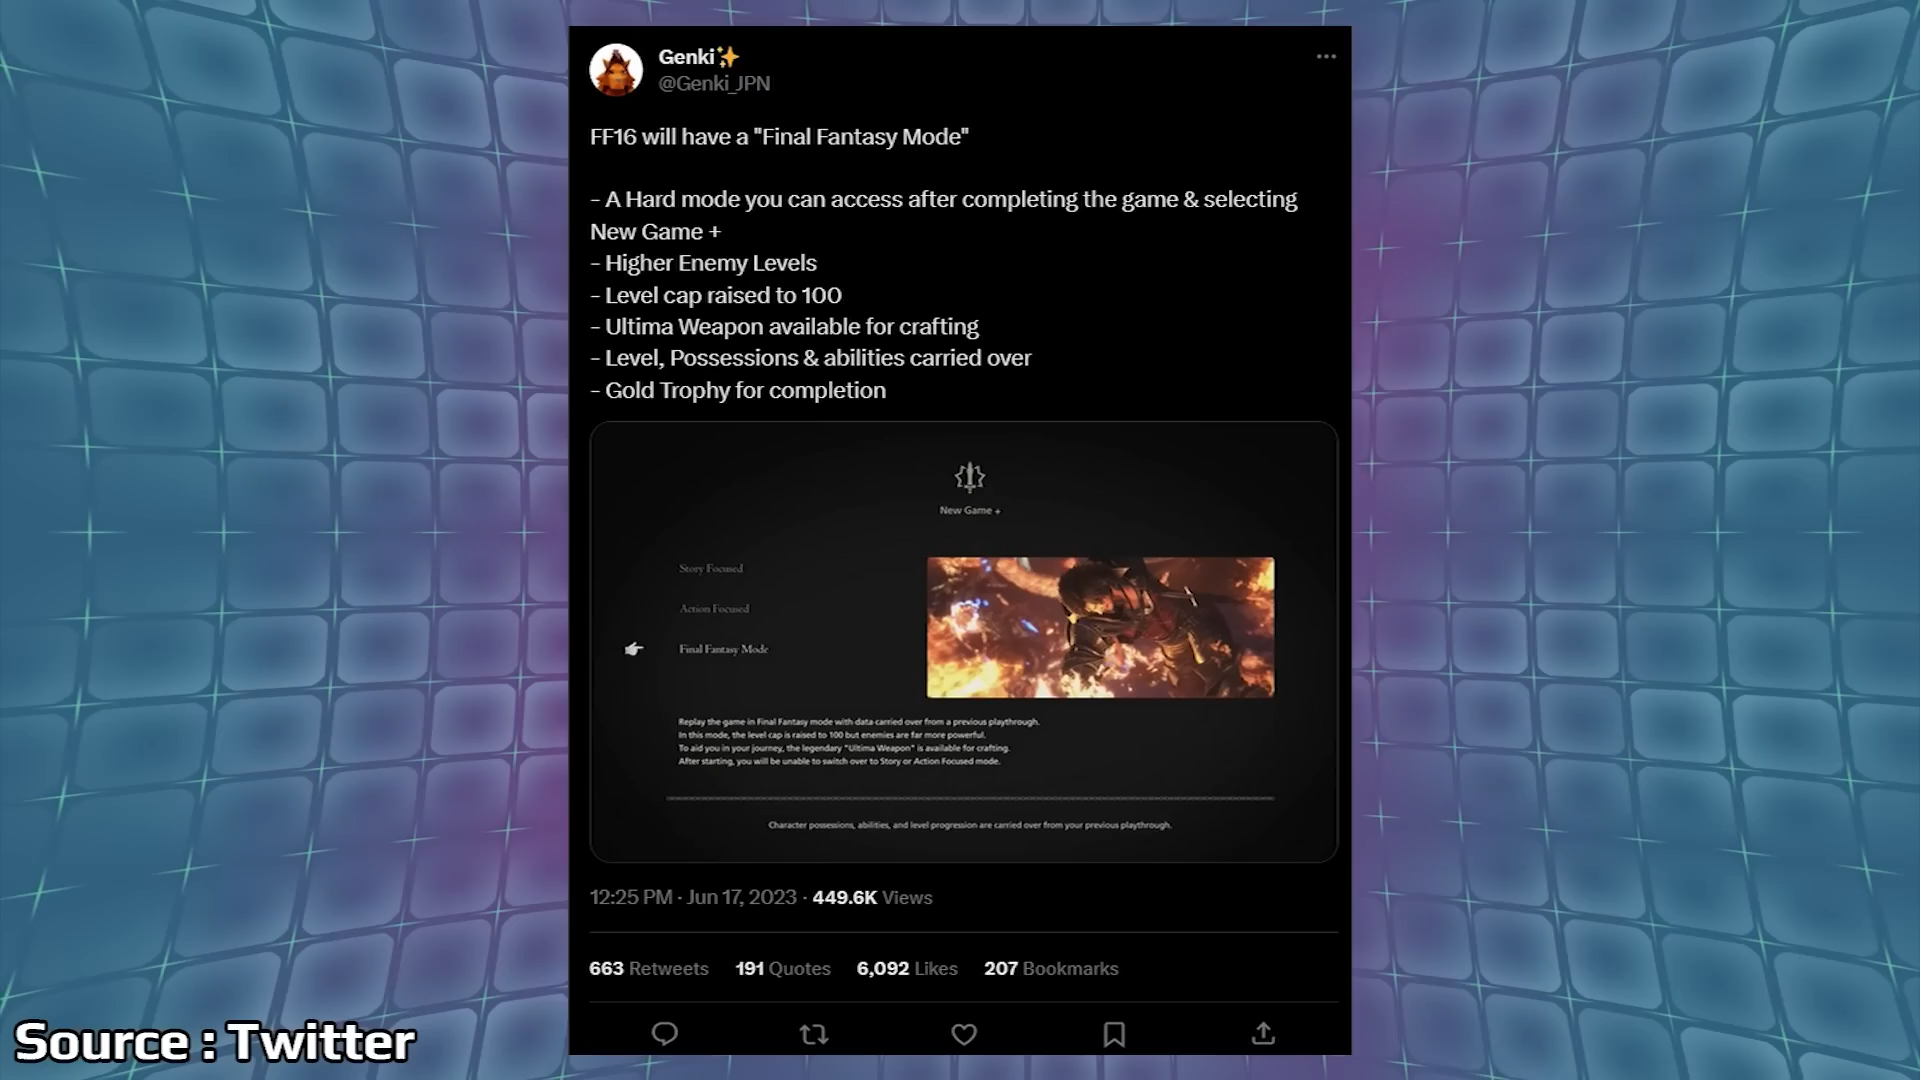 Genki✨
@Genki_JPN
FF16 will have a "Final Fantasy Mode"
- A Hard mode you can access after completing the game & selecting
New Game +
- Higher Enemy Levels
- Level cap raised to 100
- Ultima Weapon available for crafting
- Level, Possessions & abilities carried over
- Gold Trophy for completion
New Game +
Story Focused
Action Focused
Final Fantasy Mode
Replay the game in Final Fantasy mode with data carried over from a previous playthrough.
In this mode, the level cap is raised to 100 but enemies are far more powerful.
To aid you in your journey, the legendary "Ultima Weapon" is available for crafting.
After starting, you will be unable to switch over to Story or Action Focused mode.
Character possessions, abilities, and level progression are carried over from your previous playthrough.
12:25 PM · Jun 17, 2023 · 449.6K Views
663 Retweets 191 Quotes 6,092 Likes 207 Bookmarks
Source : Twitter